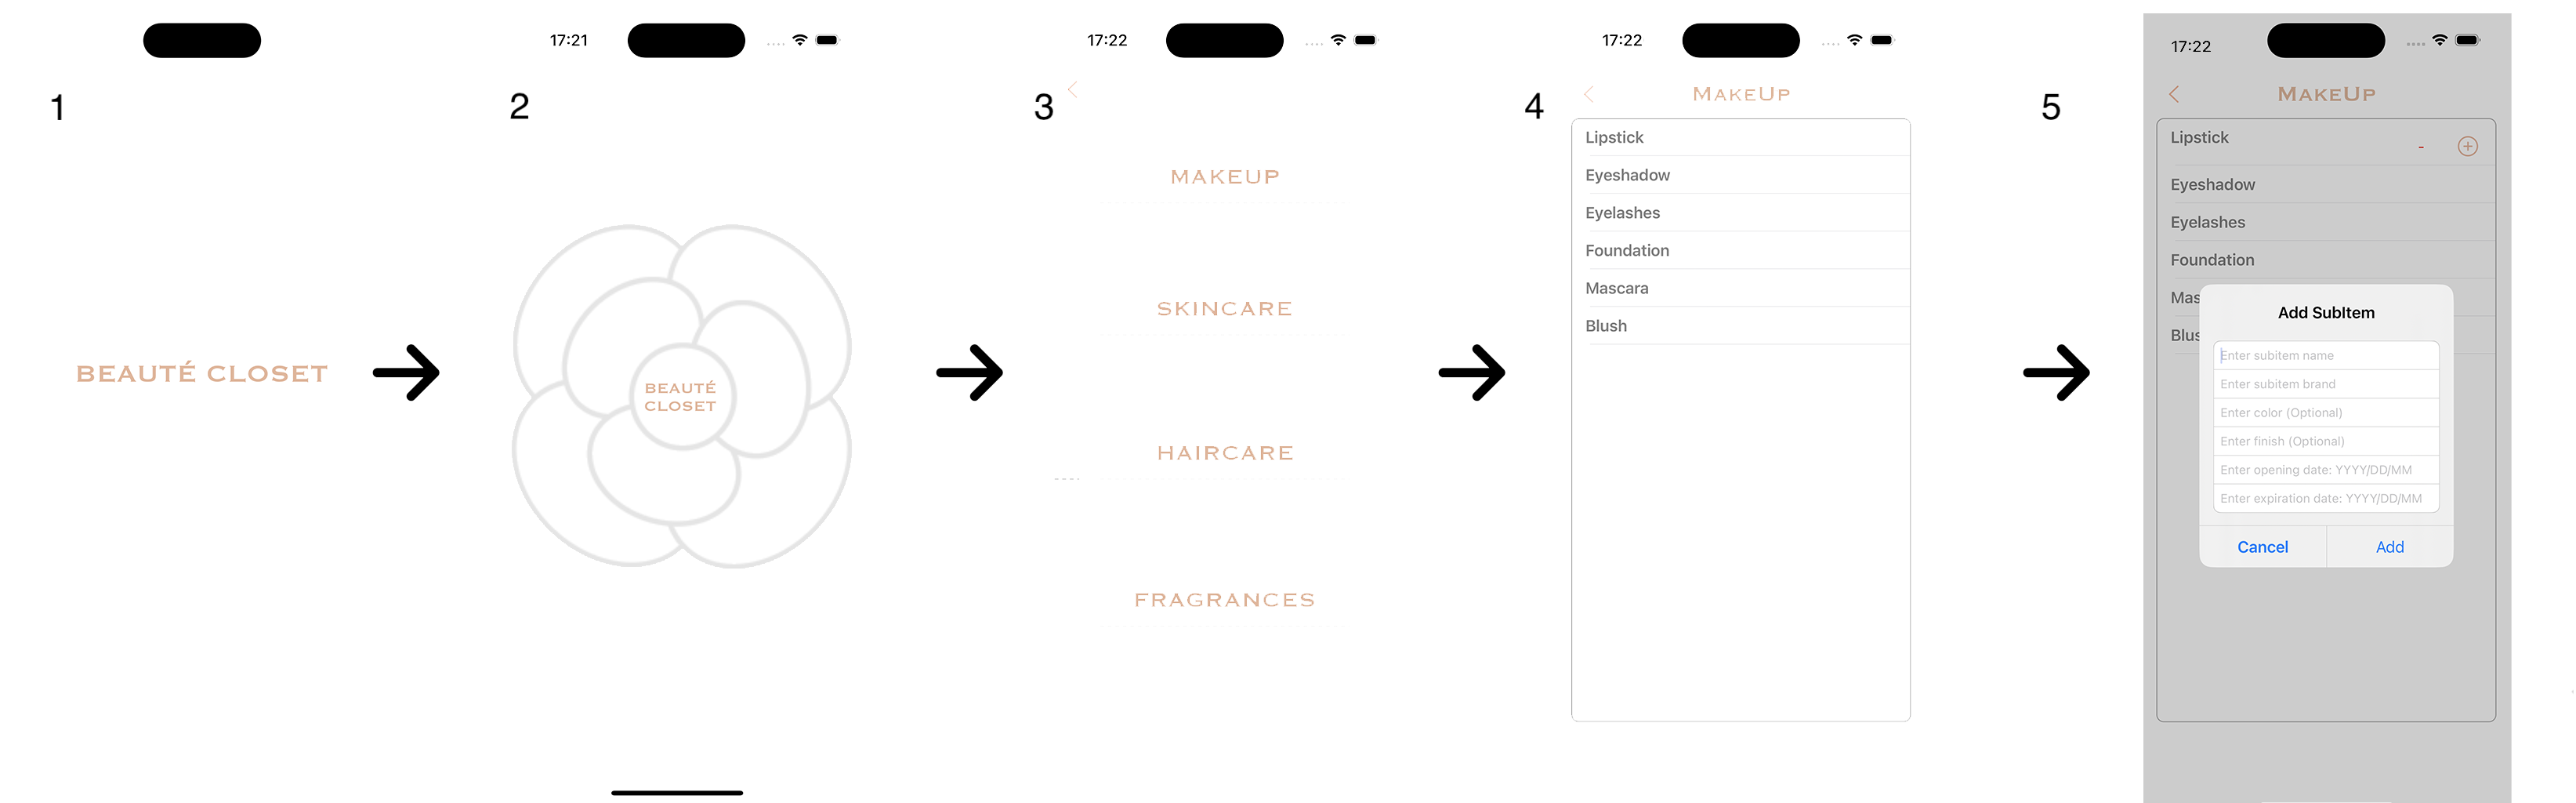 1
BEAUTÉ CLOSET
17:21
2
BEAUTÉ
CLOSET
17:22
3
MAKEUP
SKINCARE
HAIRCARE
FRAGRANCES
17:22
4
MAKEUP
Lipstick
Eyeshadow
Eyelashes
Foundation
Mascara
Blush
5
17:22
MAKEUP
Lipstick
-
Eyeshadow
Eyelashes
Foundation
Mas
Blus
Add SubItem
Enter subitem name
Enter subitem brand
Enter color (Optional)
Enter finish (Optional)
Enter opening date: YYYY/DD/MM
Enter expiration date: YYYY/DD/MM
Cancel
Add